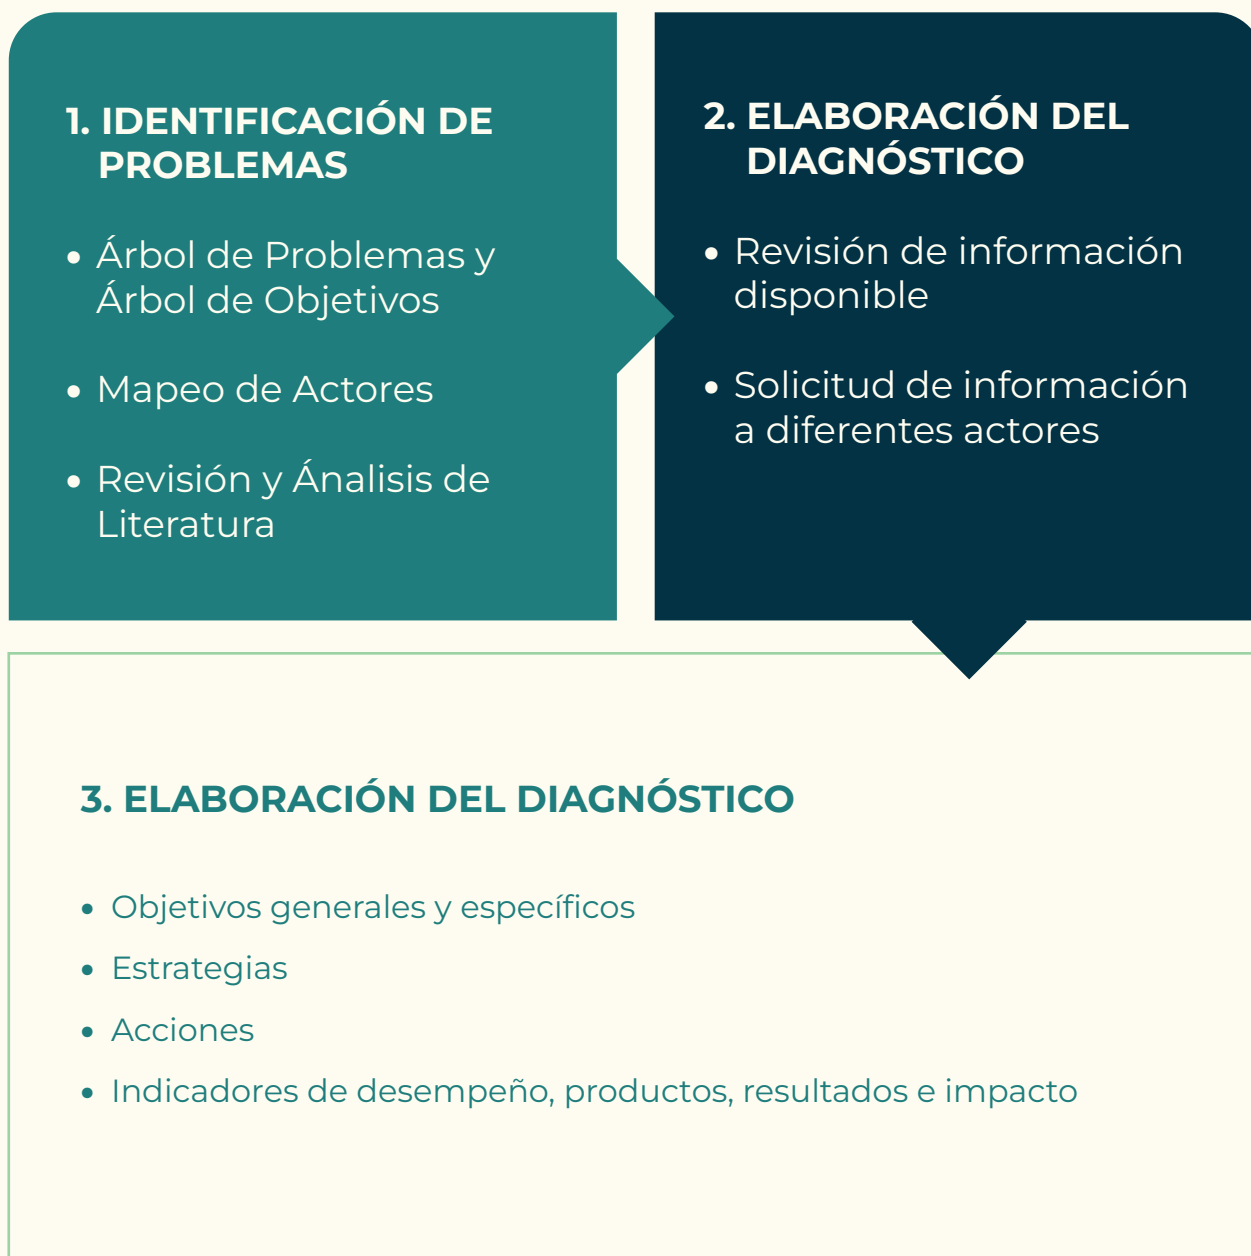 1. IDENTIFICACIÓN DE
PROBLEMAS
• Árbol de Problemas y
Árbol de Objetivos
• Mapeo de Actores
• Revisión y Ánalisis de
Literatura
2. ELABORACIÓN DEL
DIAGNÓSTICO
• Revisión de información
disponible
• Solicitud de información
a diferentes actores
3. ELABORACIÓN DEL DIAGNÓSTICO
• Objetivos generales y específicos
• Estrategias
• Acciones
• Indicadores de desempeño, productos, resultados e impacto